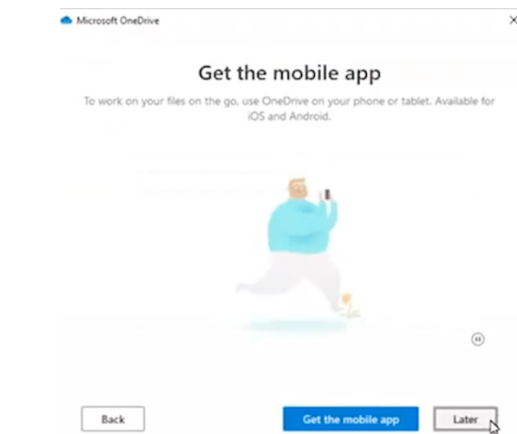 Microsoft OneDrive
Get the mobile app
To work on your files on the go, use OneDrive on your phone or tablet. Available for
iOS and Android.
Back
Get the mobile app
Later